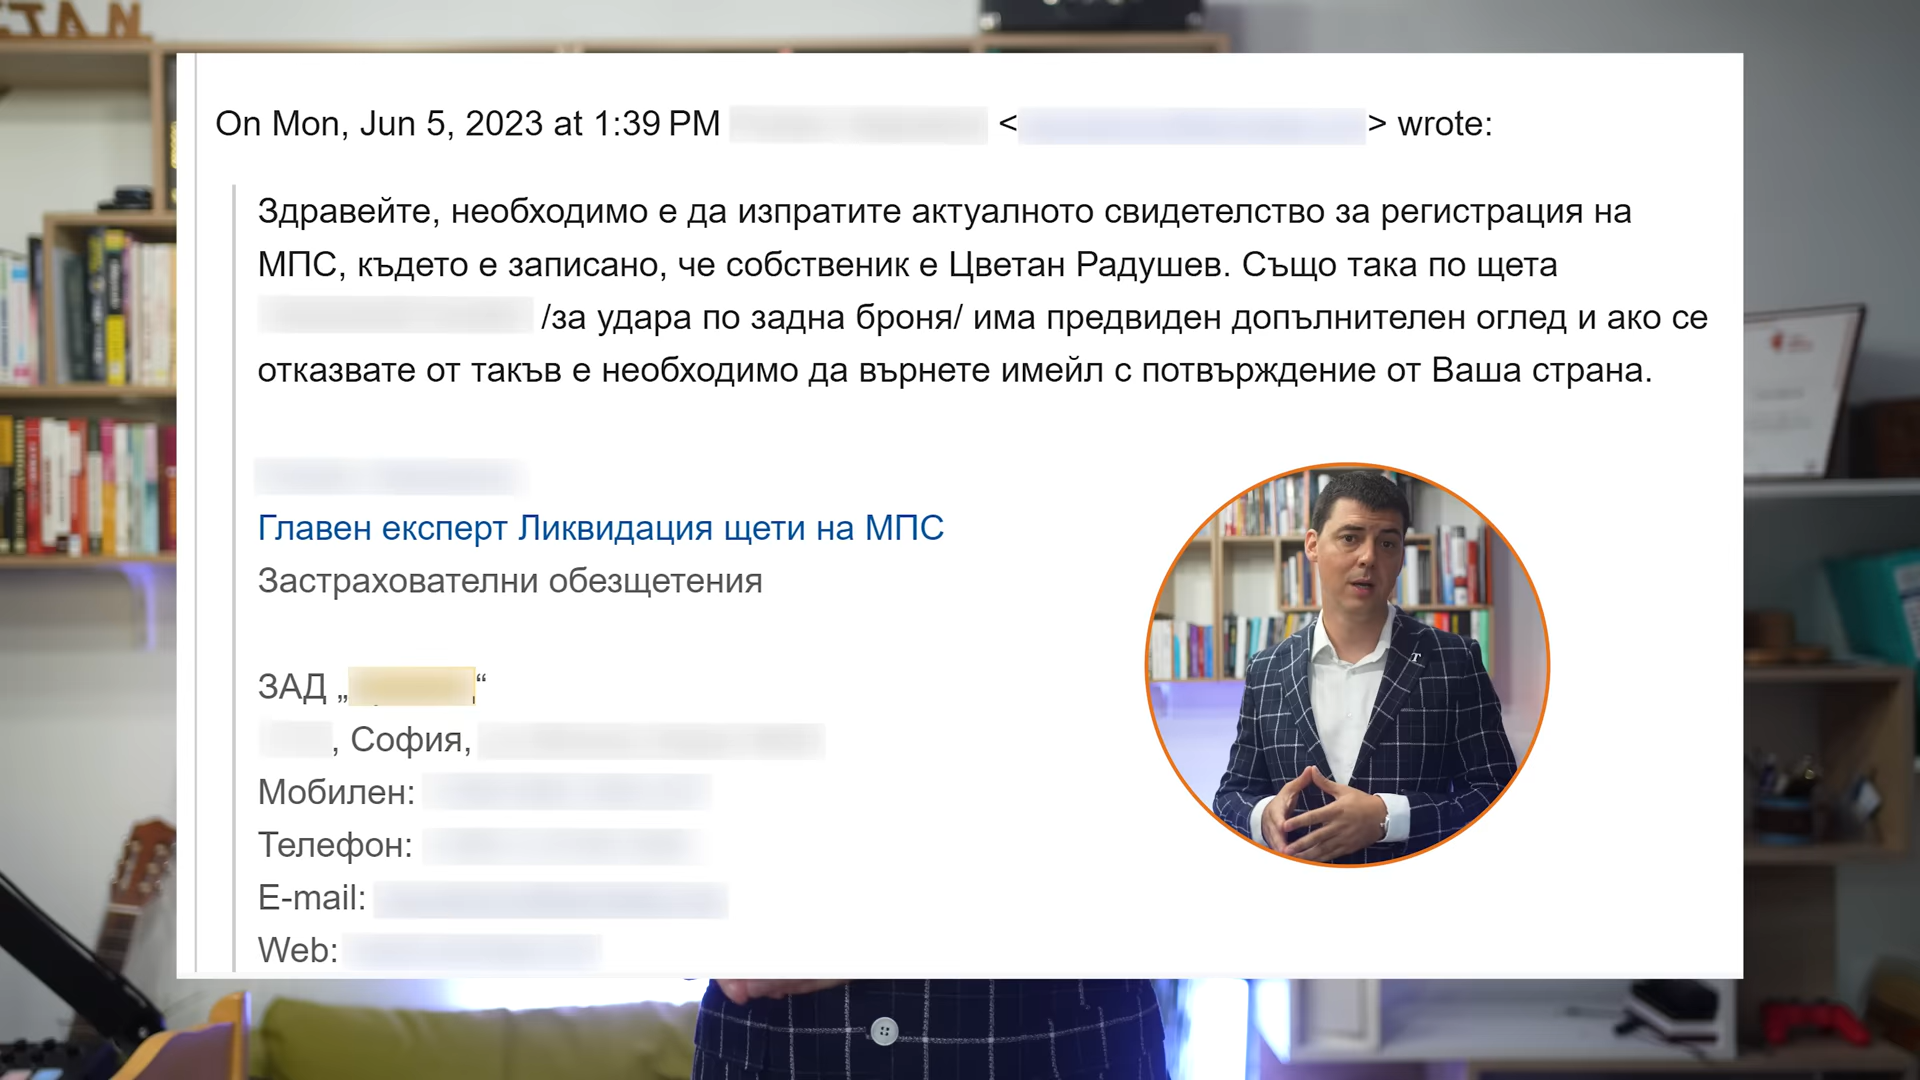 On Mon, Jun 5, 2023 at 1:39 PM < > wrote:
Здравейте, необходимо е да изпратите актуалното свидетелство за регистрация на
МПС, където е записано, че собственик е Цветан Радушев. Също така по щета
/за удара по задна броня/ има предвиден допълнителен оглед и ако се
отказвате от такъв е необходимо да върнете имейл с потвърждение от Ваша страна.
Главен експерт Ликвидация щети на МПС
Застрахователни обезщетения
ЗАД „ “
, София,
Мобилен:
Телефон:
E-mail:
Web:
T